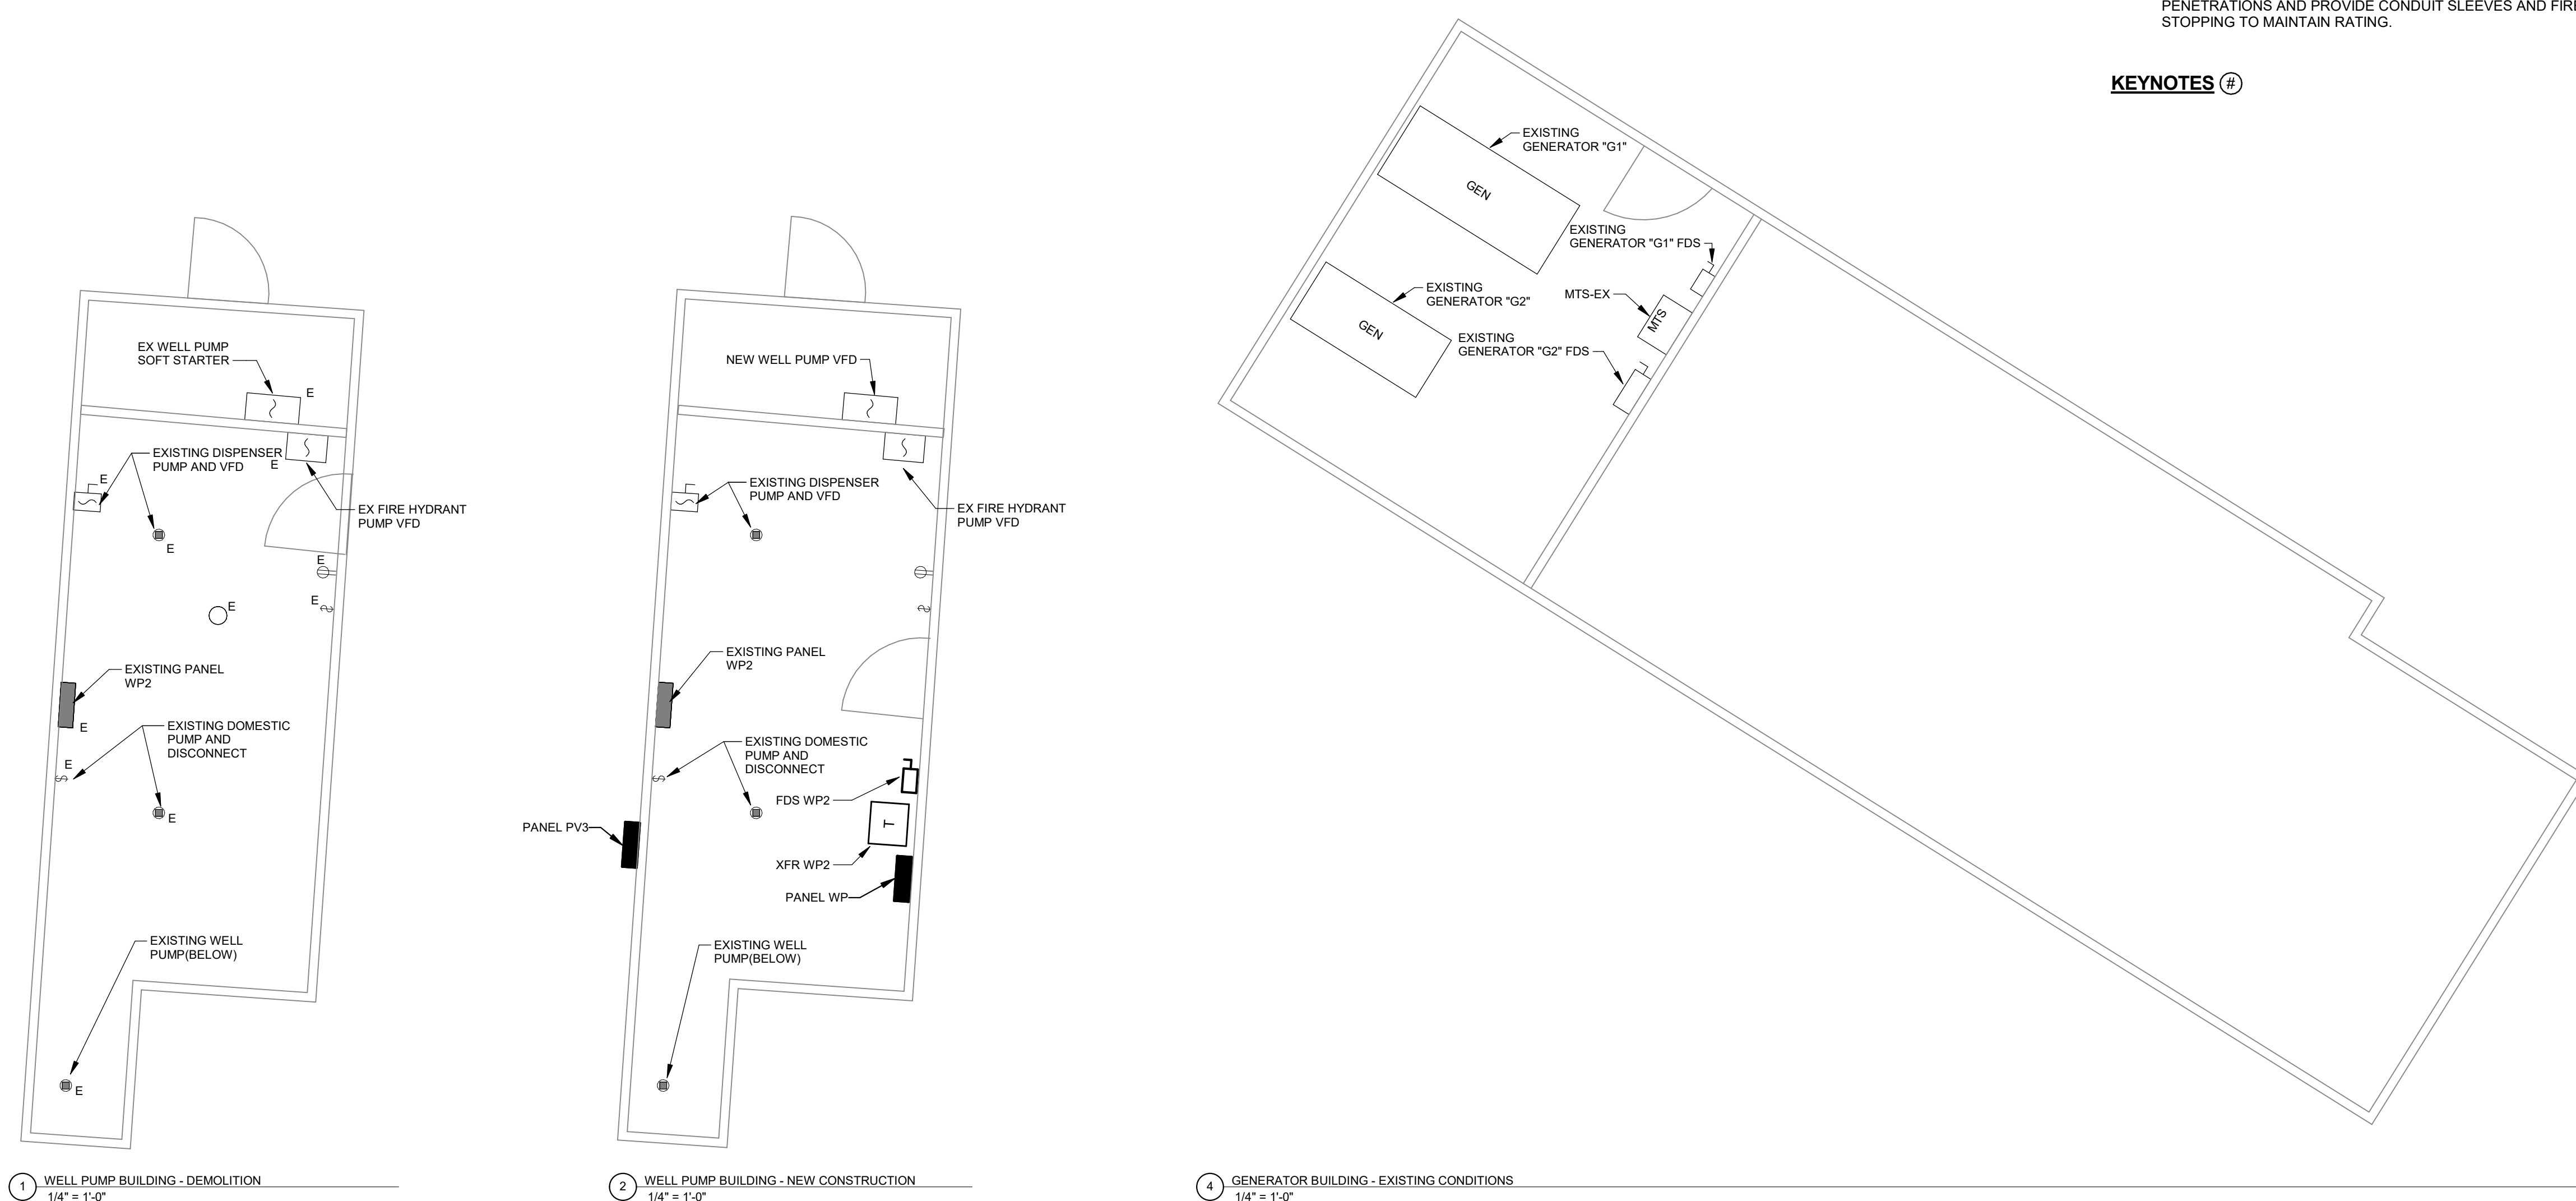 PENETRATIONS AND PROVIDE CONDUIT SLEEVES AND FIRE
STOPPING TO MAINTAIN RATING.
KEYNOTES #
EX WELL PUMP
SOFT STARTER
E
EXISTING DISPENSER
PUMP AND VFD
E
E
E
EX FIRE HYDRANT
PUMP VFD
E
E
E
EXISTING PANEL
WP2
E
EXISTING DOMESTIC
PUMP AND
DISCONNECT
E
E
EXISTING WELL
PUMP(BELOW)
E
1
WELL PUMP BUILDING - DEMOLITION
1/4" = 1'-0"
NEW WELL PUMP VFD
EXISTING DISPENSER
PUMP AND VFD
EX FIRE HYDRANT
PUMP VFD
EXISTING PANEL
WP2
EXISTING DOMESTIC
PUMP AND
DISCONNECT
FDS WP2
T
PANEL PV3
XFR WP2
PANEL WP
EXISTING WELL
PUMP(BELOW)
2
WELL PUMP BUILDING - NEW CONSTRUCTION
1/4" = 1'-0"
EXISTING
GENERATOR "G1"
GEN
EXISTING
GENERATOR "G1" FDS
EXISTING
GENERATOR "G2"
GEN
MTS-EX
MTS
EXISTING
GENERATOR "G2" FDS
4
GENERATOR BUILDING - EXISTING CONDITIONS
1/4" = 1'-0"